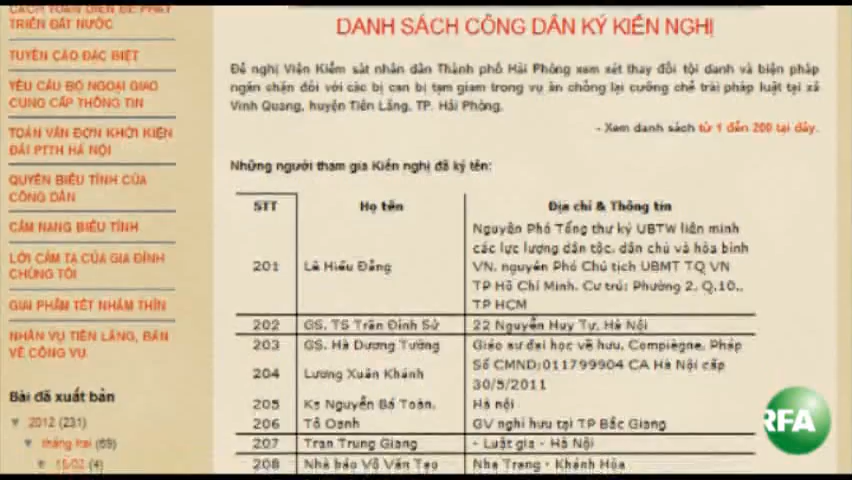 CÁCH TOÀN DIỆN ĐỂ PHÁT
TRIỂN ĐẤT NƯỚC
TUYÊN CÁO ĐẶC BIỆT
YÊU CẦU BỘ NGOẠI GIAO
CUNG CẤP THÔNG TIN
TOÀN VĂN ĐƠN KHỞI KIỆN
ĐÀI PTTH HÀ NỘI
QUYỀN BIỂU TÌNH CỦA
CÔNG DÂN
CẨM NANG BIỂU TÌNH
LỜI CẢM TẠ CỦA GIA ĐÌNH
CHÚNG TÔI
GIAI PHẨM TẾT NHÂM THÌN
NHÂN VỤ TIÊN LÃNG, BÀN
VỀ CÔNG VỤ
Bài đã xuất bản
▼ 2012 (231)
▼ tháng hai (69)
15/02 (4)
DANH SÁCH CÔNG DÂN KÝ KIẾN NGHỊ
Đề nghị Viện Kiểm sát nhân dân Thành phố Hải Phòng xem xét thay đổi tội danh và biện pháp
ngăn chặn đối với các bị can bị tạm giam trong vụ án chống lại cưỡng chế trái pháp luật tại xã
Vinh Quang, huyện Tiên Lãng, TP. Hải Phòng.
- Xem danh sách từ 1 đến 200 tại đây.
Những người tham gia Kiến nghị đã ký tên:
STT Họ tên Địa chỉ & Thông tin
201 Lê Hiếu Đằng Nguyên Phó Tổng thư ký UBTW liên minh
các lực lượng dân tộc, dân chủ và hòa bình
VN, nguyên Phó Chủ tịch UBMT TQ VN
TP Hồ Chí Minh. Cư trú: Phường 2, Q.10.,
TP HCM
202 GS. TS Trần Đình Sử 22 Nguyễn Huy Tự, Hà Nội
203 GS. Hà Dương Tường Giáo sư đại học về hưu, Compiègne, Pháp
204 Lương Xuân Khánh Số CMND:011799904 CA Hà Nội cấp
30/5/2011
205 Ks Nguyễn Bá Toàn. Hà nội
206 Tô Oanh GV nghỉ hưu tại TP Bắc Giang
207 Tran Trung Giang - Luật gia - Hà Nội
208 Nhà báo Võ Văn Tạo Nha Trang - Khánh Hòa
RFA